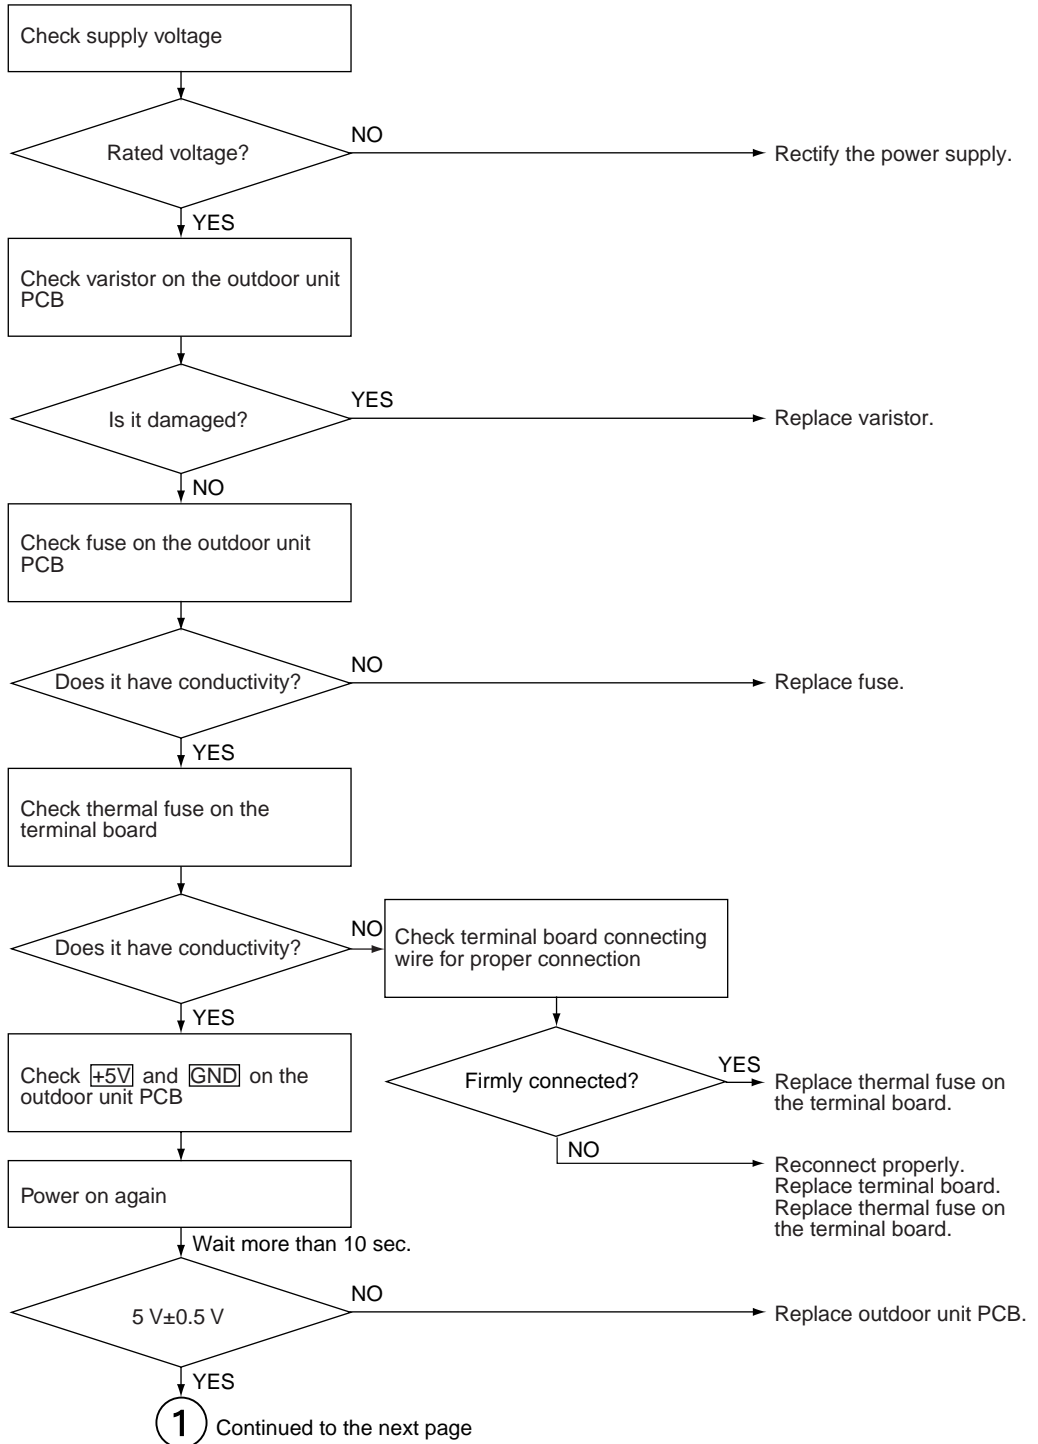 Check supply voltage
Rated voltage?
NO
Rectify the power supply.
YES
Check varistor on the outdoor unit
PCB
Is it damaged?
YES
Replace varistor.
NO
Check fuse on the outdoor unit
PCB
Does it have conductivity?
NO
Replace fuse.
YES
Check thermal fuse on the
terminal board
Does it have conductivity?
NO
Check terminal board connecting
wire for proper connection
YES
Check +5V and GND on the
outdoor unit PCB
Firmly connected?
YES
Replace thermal fuse on
the terminal board.
NO
Reconnect properly.
Replace terminal board.
Replace thermal fuse on
the terminal board.
Power on again
Wait more than 10 sec.
5 V±0.5 V
NO
Replace outdoor unit PCB.
YES
1 Continued to the next page